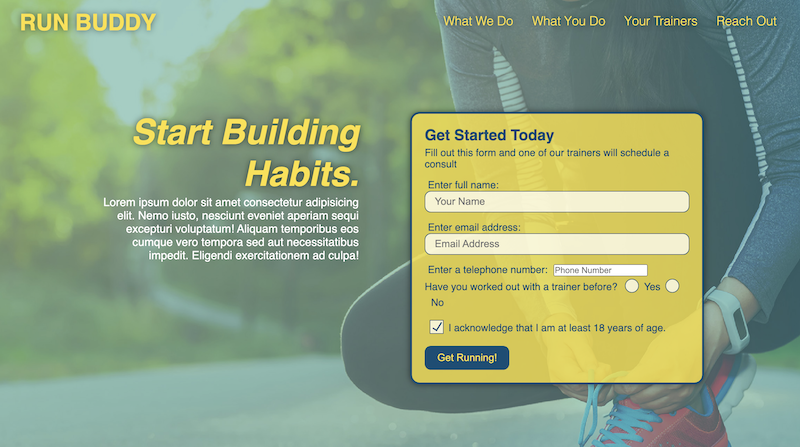 RUN BUDDY
What We Do What You Do Your Trainers Reach Out
Start Building
Habits.
Lorem ipsum dolor sit amet consectetur adipisicing
elit. Nemo iusto, nesciunt eveniet aperiam sequi
excepturi voluptatum! Aliquam temporibus eos
cumque vero tempora sed aut necessitatibus
impedit. Eligendi exercitationem ad culpa!
Get Started Today
Fill out this form and one of our trainers will schedule a
consult
Enter full name:
Your Name
Enter email address:
Email Address
Enter a telephone number: Phone Number
Have you worked out with a trainer before? Yes
No
I acknowledge that I am at least 18 years of age.
Get Running!